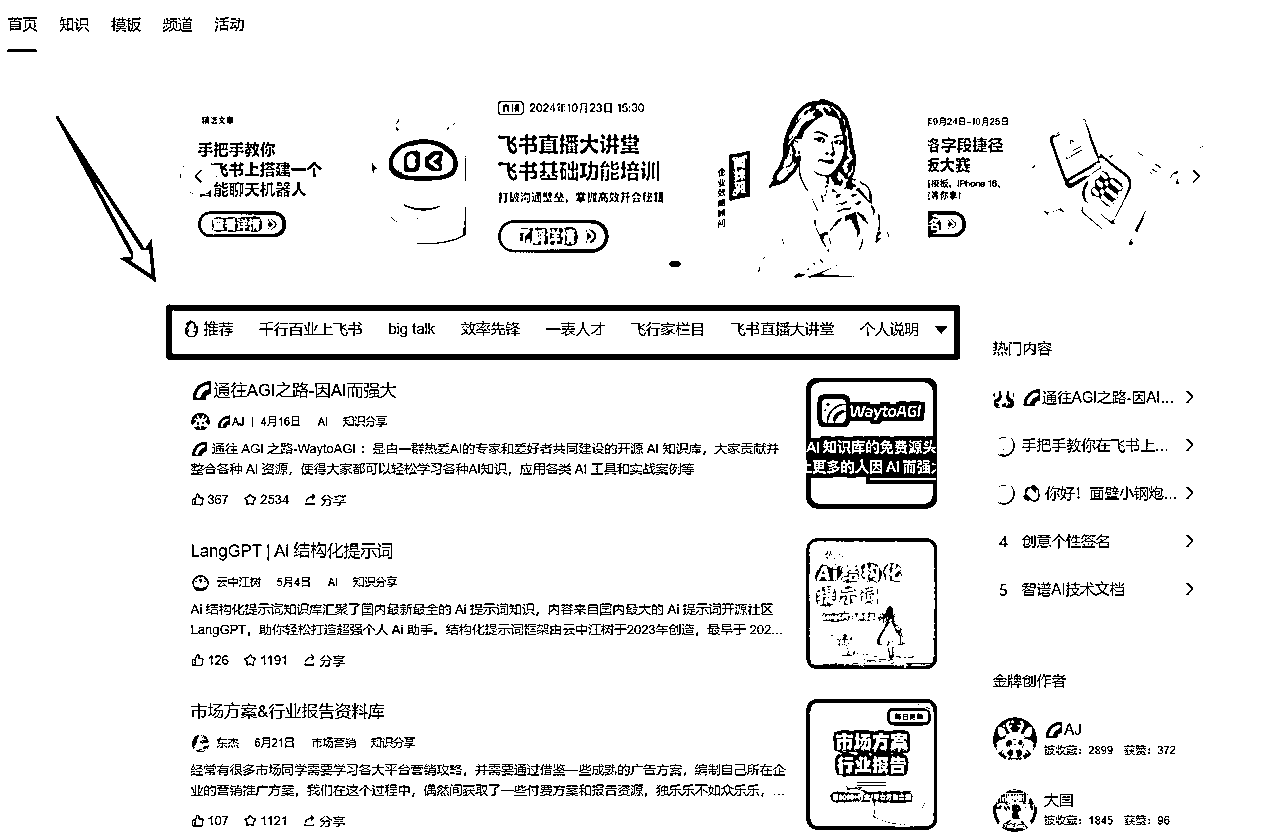 首页 知识 模板 频道 活动
精选文章
手把手教你
飞书上搭建一个
能聊天机器人
查看详情
直播 2024年10月23日 15:30
飞书直播大讲堂
飞书基础功能培训
打破沟通壁垒，掌握高效开会秘籍
了解详情
企业效率顾问
9月24日-10月25日
各字段捷径
大赛
模板、iPhone 16、
等你拿！
推荐 千行百业上飞书 big talk 效率先锋 一表人才 飞行家栏目 飞书直播大讲堂 个人说明
热门内容
通往AGI之路-因AI而强大
AJ | 4月16日 AI 知识分享
通往 AGI 之路-WaytoAGI ：是由一群热爱AI的专家和爱好者共同建设的开源 AI 知识库，大家贡献并
整合各种 AI 资源，使得大家都可以轻松学习各种AI知识，应用各类 AI 工具和实战案例等
367 2534 分享
WaytoAGI
AI 知识库的免费源头
更多的人因 AI 而强
通往AGI之路-因AI...
手把手教你在飞书上...
你好！面壁小钢炮...
4 创意个性签名
5 智谱AI技术文档
LangGPT | AI 结构化提示词
云中江树 5月4日 AI 知识分享
Ai 结构化提示词知识库汇聚了国内最新最全的 Ai 提示词知识，内容来自国内最大的 Ai 提示词开源社区
LangGPT，助你轻松打造超强个人 Ai 助手。结构化提示词框架由云中江树于2023年创造，最早于 202...
126 1191 分享
AI结构化
提示词
市场方案&行业报告资料库
东杰 6月21日 市场营销 知识分享
经常有很多市场同学需要学习各大平台营销攻略，并需要通过借鉴一些成熟的广告方案，编制自己所在企
业的营销推广方案，我们在这个过程中，偶然间获取了一些付费方案和报告资源，独乐乐不如众乐乐，...
107 1121 分享
每日更新
市场方案
行业报告
金牌创作者
AJ
被收藏：2899 获赞：372
大圆
被收藏：1845 获赞：96